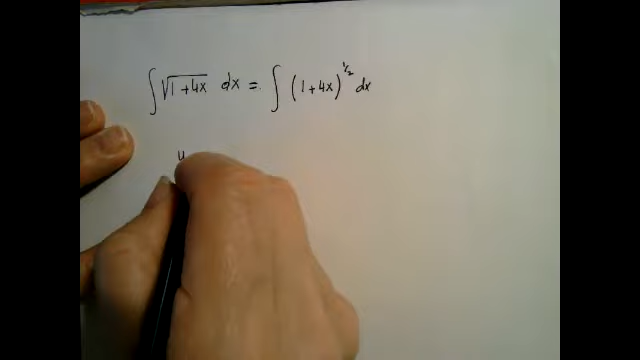 ∫ √1+4x dx = ∫ (1+4x)^1/2 dx
u